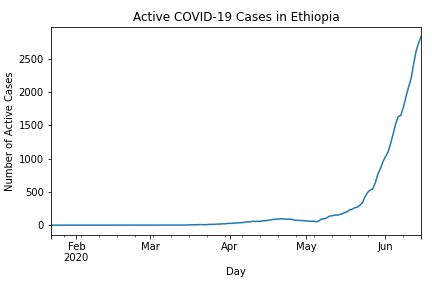 Active COVID-19 Cases in Ethiopia
Number of Active Cases
2500
2000
1500
1000
500
0
Feb
2020
Mar
Apr
May
Jun
Day